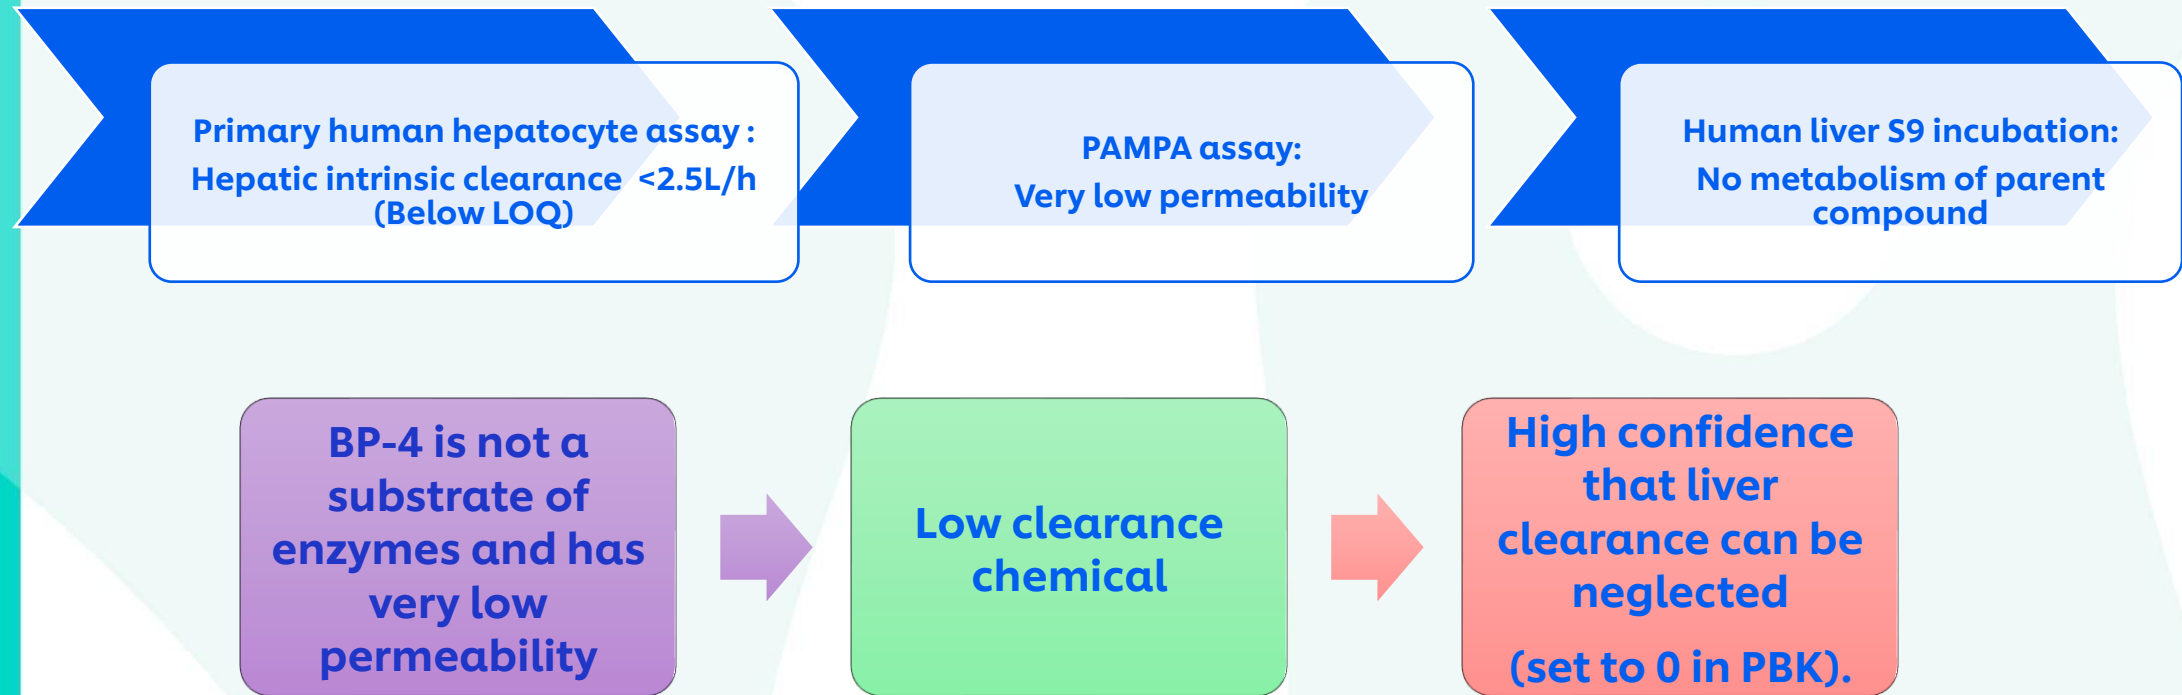 Primary human hepatocyte assay :
Hepatic intrinsic clearance <2.5L/h
(Below LOQ)
PAMPA assay:
Very low permeability
Human liver S9 incubation:
No metabolism of parent
compound
BP-4 is not a
substrate of
enzymes and has
very low
permeability
Low clearance
chemical
High confidence
that liver
clearance can be
neglected
(set to 0 in PBK).